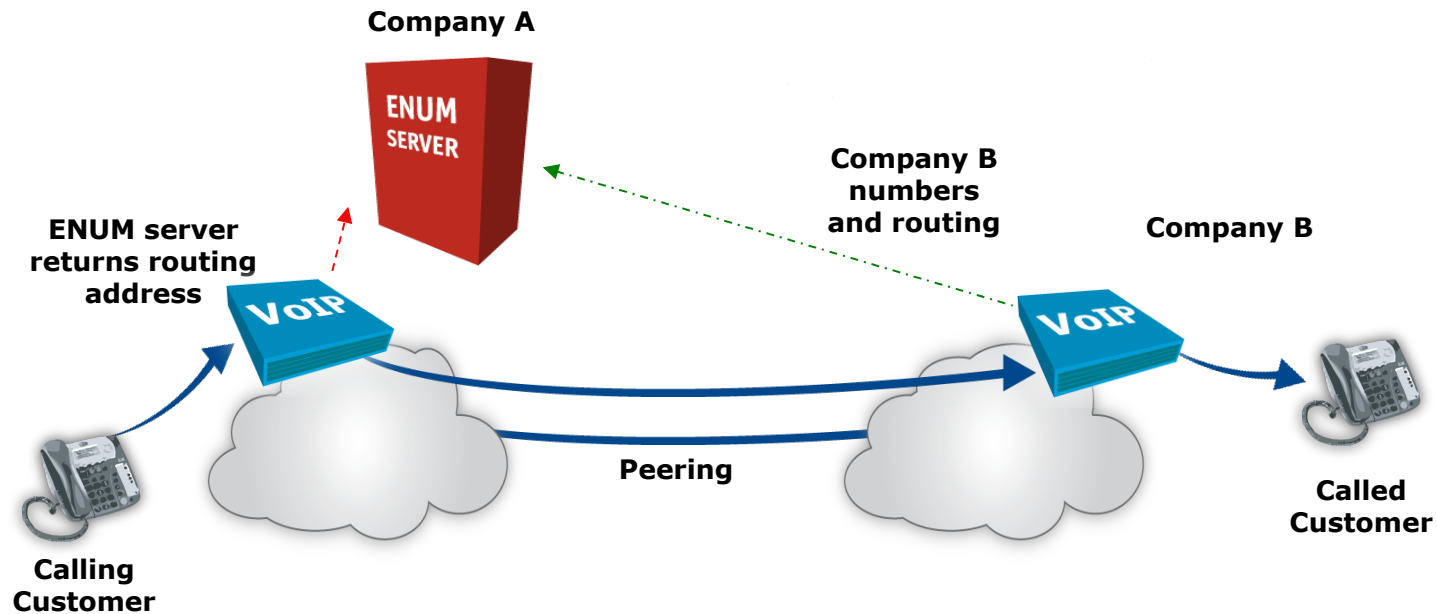 Company A
ENUM
SERVER
Company B
numbers
and routing
Company B
ENUM server
returns routing
address
VoIP
VoIP
Peering
Calling
Customer
Called
Customer